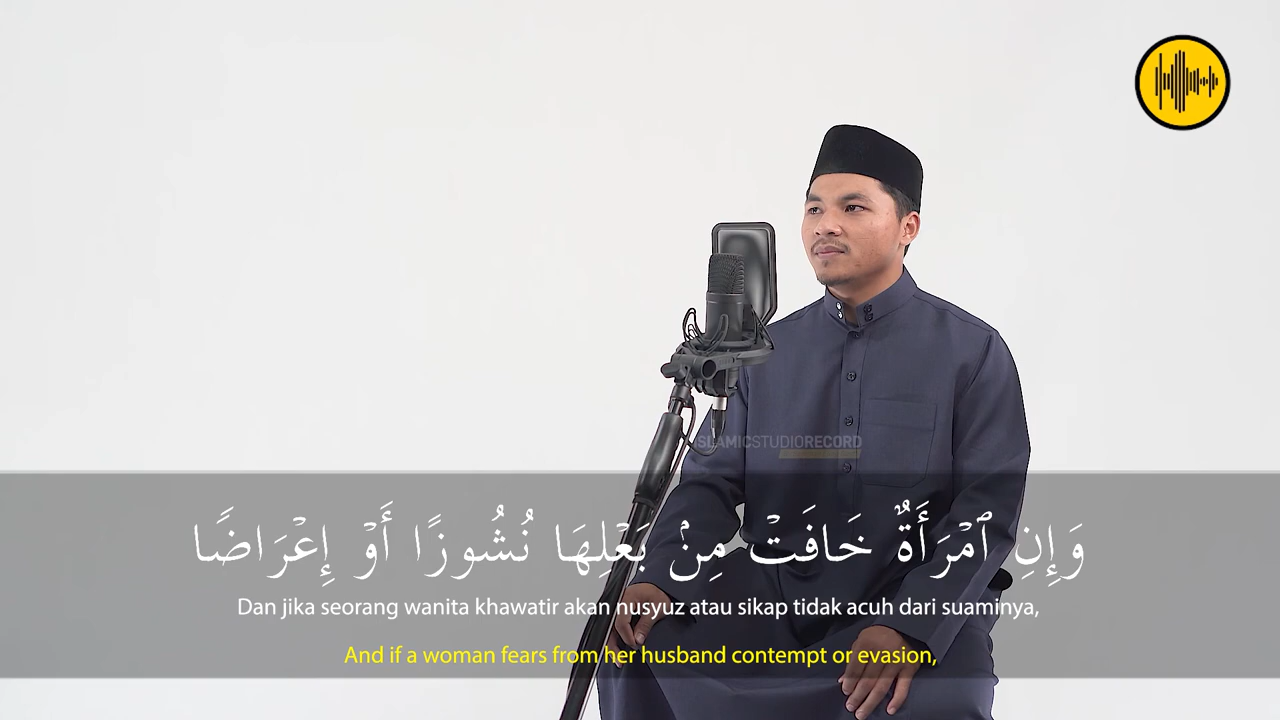 ISLAMICSTUDIORECORD
وَإِنِ ٱمْرَأَةٌ خَافَتْ مِنۢ بَعْلِهَا نُشُوزًا أَوْ إِعْرَاضًا
Dan jika seorang wanita khawatir akan nusyuz atau sikap tidak acuh dari suaminya,
And if a woman fears from her husband contempt or evasion,